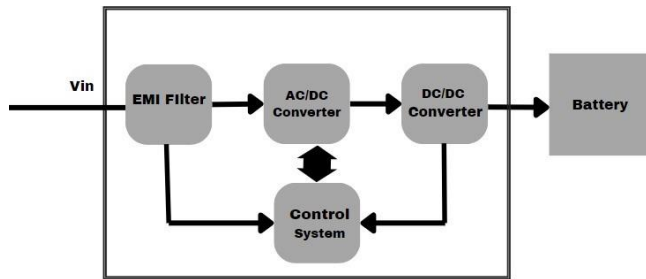 Vin
EMI FIlter
AC/DC
Converter
DC/DC
Converter
Battery
Control
System